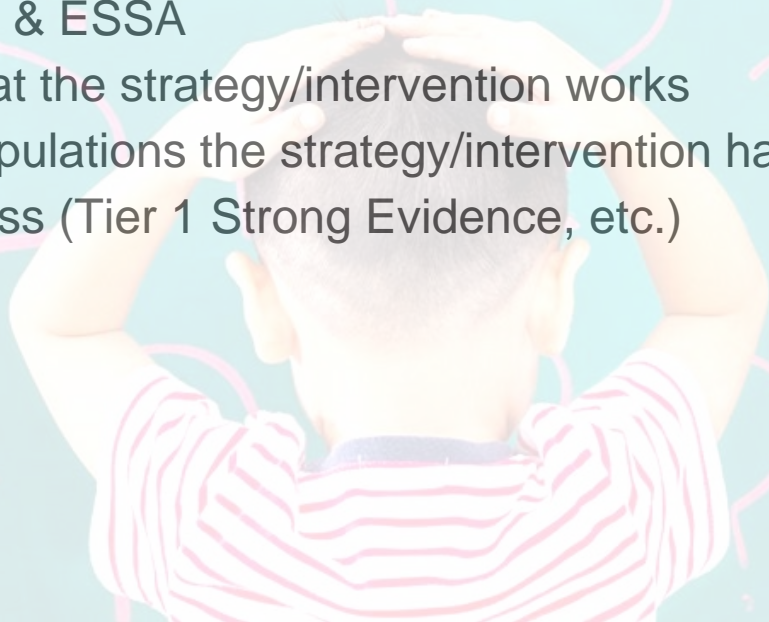 & ESSA
at the strategy/intervention works
pulations the strategy/intervention ha
ss (Tier 1 Strong Evidence, etc.)